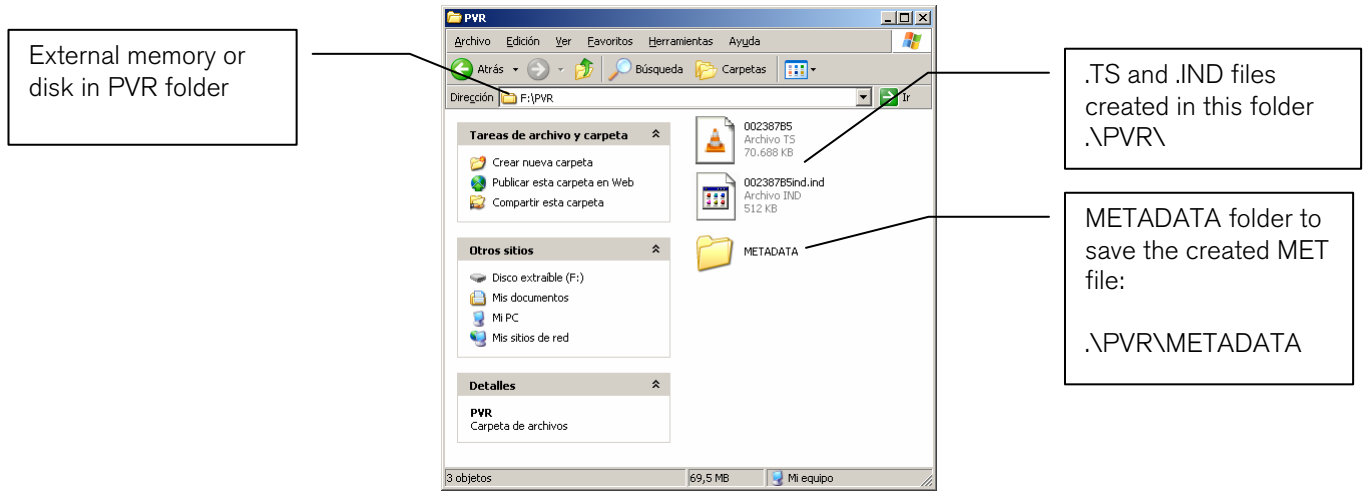 External memory or
disk in PVR folder
PVR
Archivo Edición Ver Favoritos Herramientas Ayuda
Atrás Búsqueda Carpetas
Dirección F:\PVR Ir
Tareas de archivo y carpeta
Crear nueva carpeta
Publicar esta carpeta en Web
Compartir esta carpeta
Otros sitios
Disco extraíble (F:)
Mis documentos
Mi PC
Mis sitios de red
Detalles
PVR
Carpeta de archivos
002387B5
Archivo TS
70.688 KB
002387B5ind.ind
Archivo IND
512 KB
METADATA
3 objetos 69,5 MB Mi equipo
.TS and .IND files
created in this folder
.\PVR\
METADATA folder to
save the created MET
file:
.\PVR\METADATA